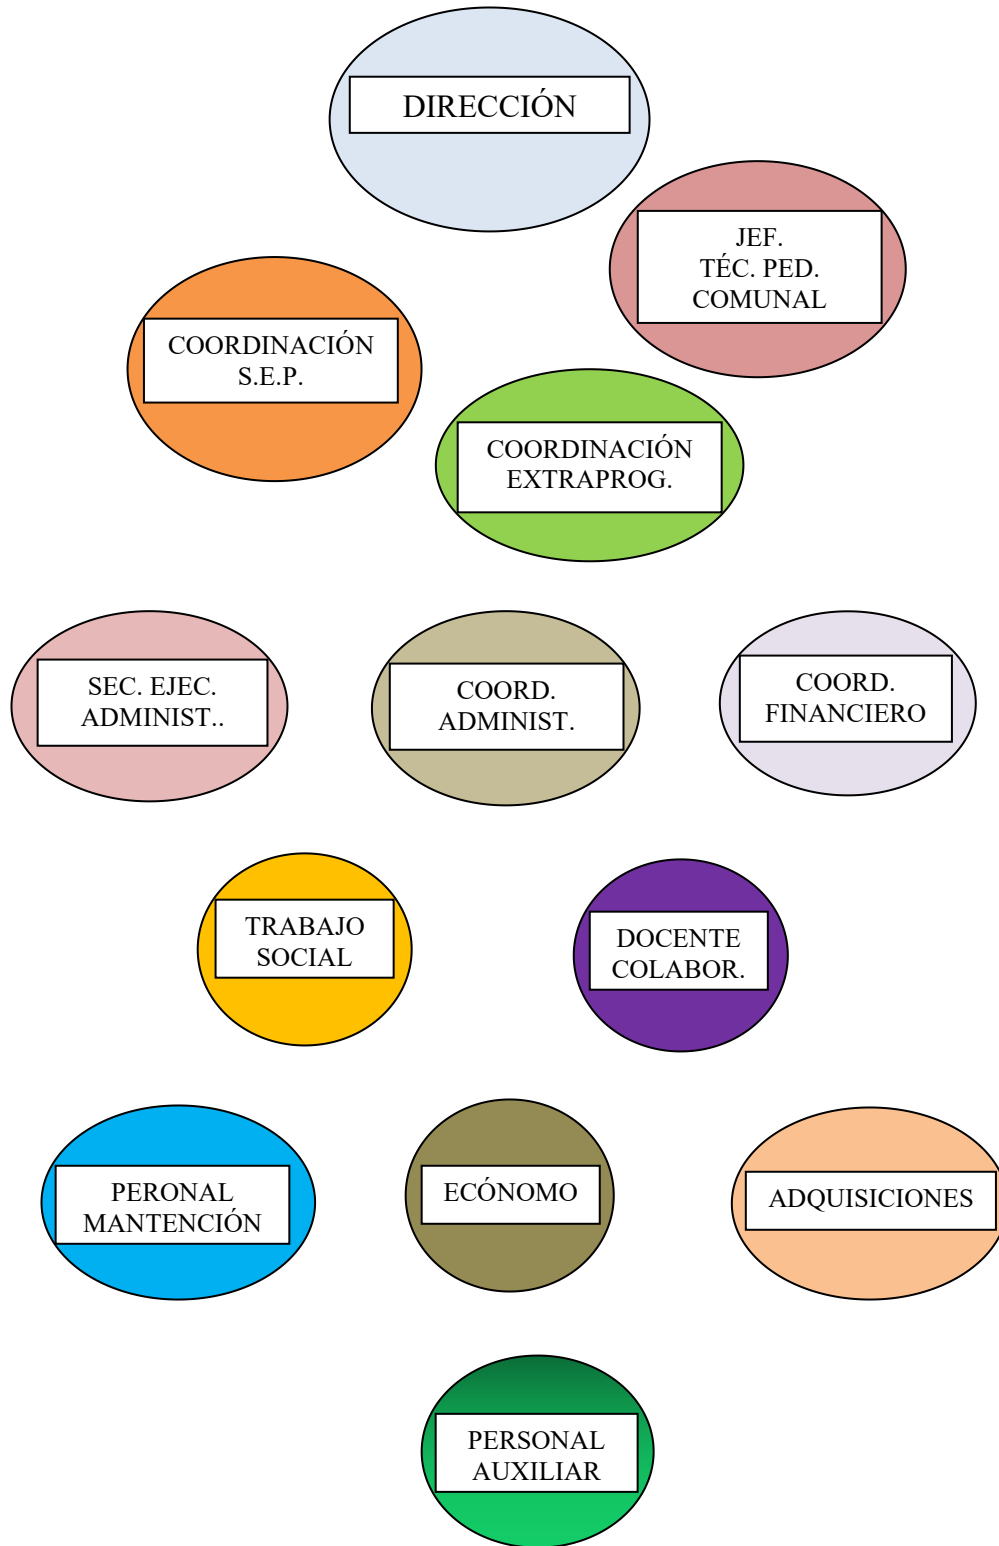 DIRECCIÓN
JEF.
TÉC. PED.
COMUNAL
COORDINACIÓN
S.E.P.
COORDINACIÓN
EXTRAPROG.
SEC. EJEC.
ADMINIST..
COORD.
ADMINIST.
COORD.
FINANCIERO
TRABAJO
SOCIAL
DOCENTE
COLABOR.
PERONAL
MANTENCIÓN
ECÓNOMO
ADQUISICIONES
PERSONAL
AUXILIAR